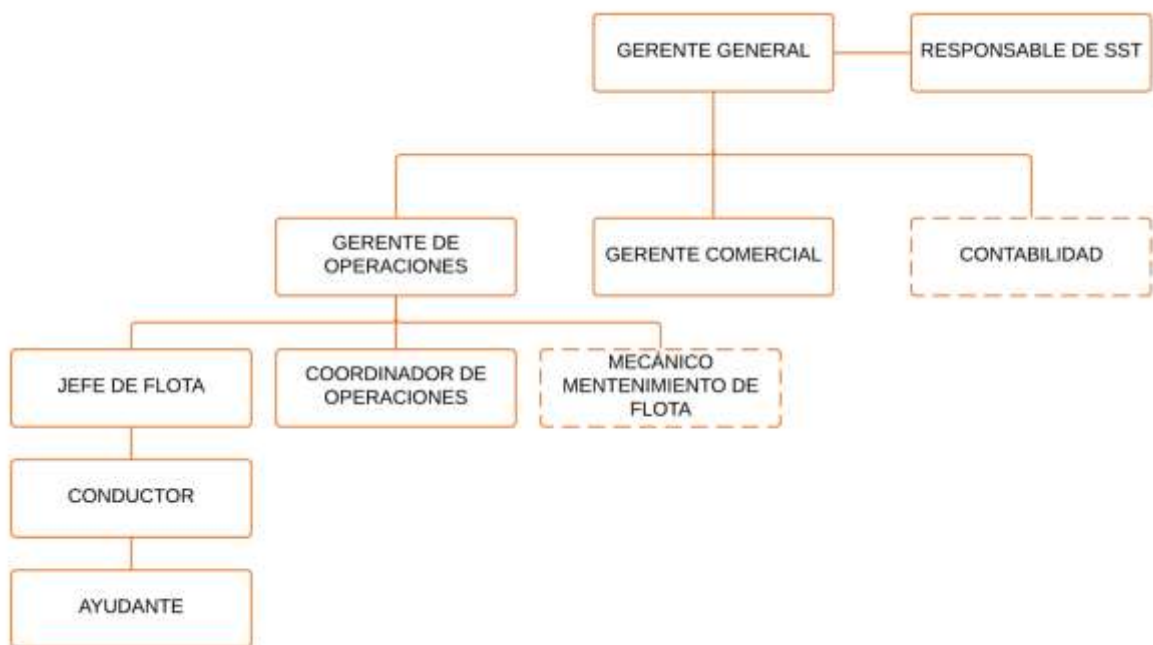 GERENTE GENERAL
RESPONSABLE DE SST
GERENTE DE
OPERACIONES
GERENTE COMERCIAL
CONTABILIDAD
JEFE DE FLOTA
COORDINADOR DE
OPERACIONES
MECÁNICO
MENTENIMIENTO DE
FLOTA
CONDUCTOR
AYUDANTE